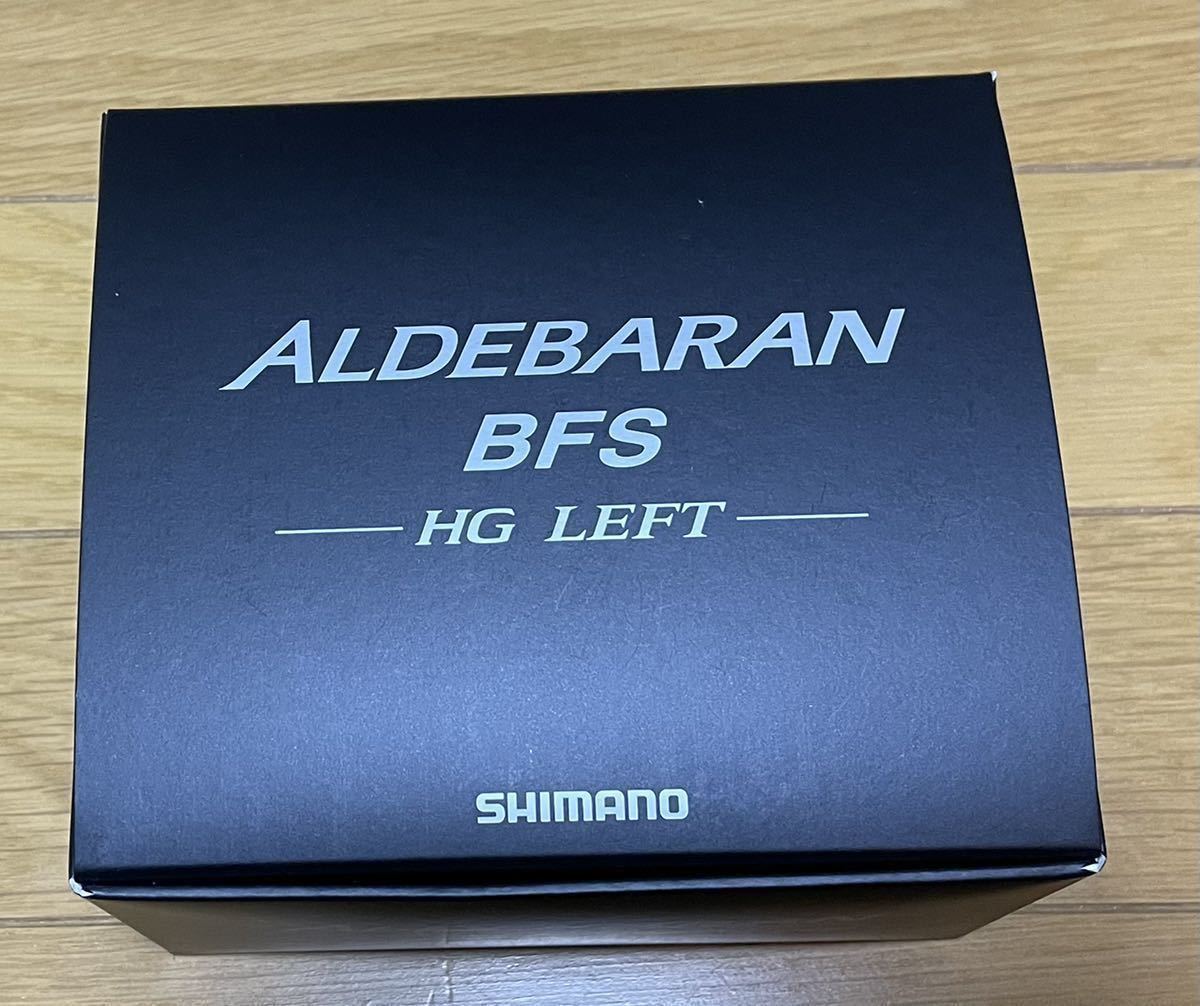 ALDEBARAN
BFS
HG LEFT
SHIMANO